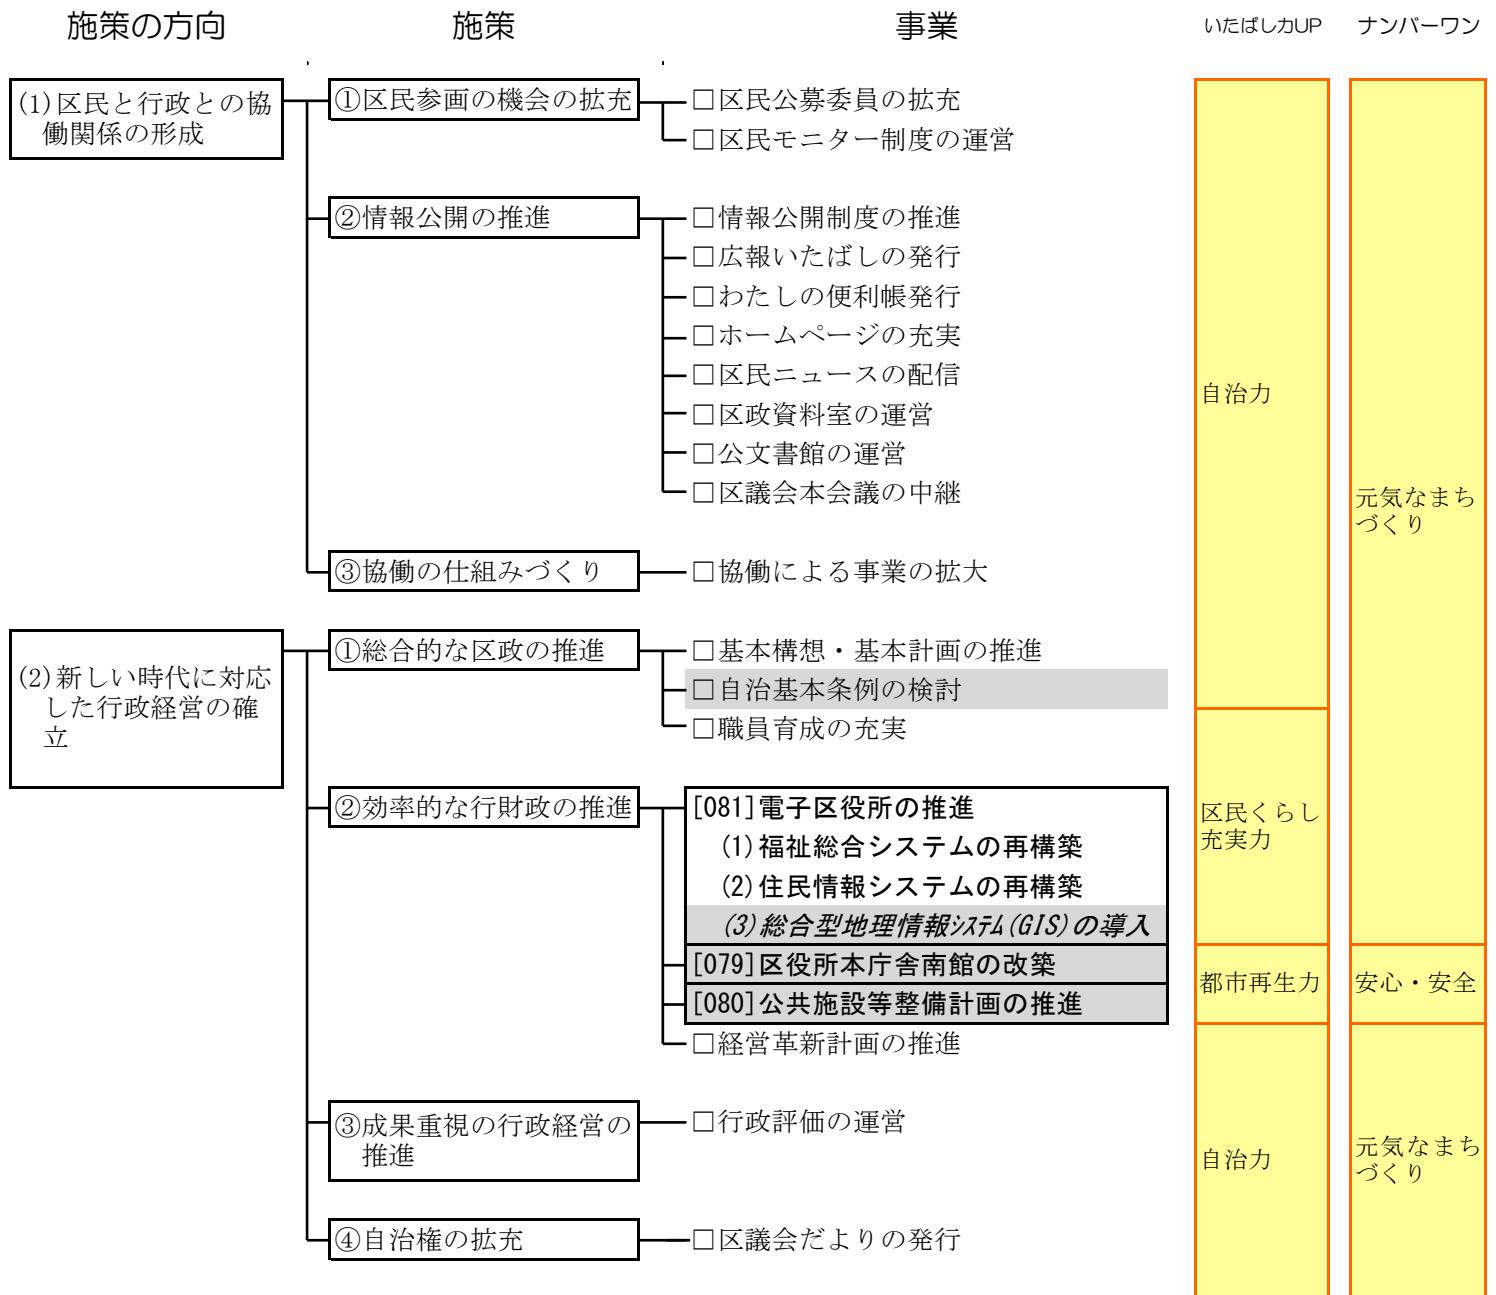 施策の方向 施策 事業 いたばし力UP ナンバーワン
(1)区民と行政との協
働関係の形成
①区民参画の機会の拡充
□区民公募委員の拡充
□区民モニター制度の運営
②情報公開の推進
□情報公開制度の推進
□広報いたばしの発行
□わたしの便利帳発行
□ホームページの充実
□区民ニュースの配信
□区政資料室の運営
□公文書館の運営
□区議会本会議の中継
③協働の仕組みづくり
□協働による事業の拡大
(2)新しい時代に対応
した行政経営の確
立
①総合的な区政の推進
□基本構想・基本計画の推進
□自治基本条例の検討
□職員育成の充実
②効率的な行財政の推進
[081]電子区役所の推進
(1)福祉総合システムの再構築
(2)住民情報システムの再構築
(3)総合型地理情報ｼｽﾃﾑ(GIS)の導入
[079]区役所本庁舎南館の改築
[080]公共施設等整備計画の推進
□経営革新計画の推進
③成果重視の行政経営の
推進
□行政評価の運営
④自治権の拡充
□区議会だよりの発行
自治力
区民くらし
充実力
都市再生力
自治力
元気なまち
づくり
安心・安全
元気なまち
づくり